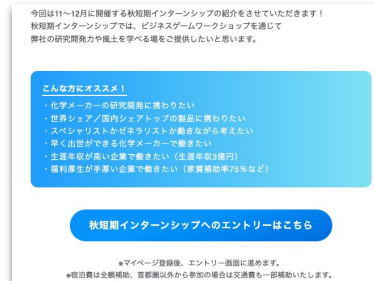 今回は11〜12月に開催する秋短期インターンシップの紹介をさせていただきます！
秋短期インターンシップでは、ビジネスゲームワークショップを通じて
弊社の研究開発力や風土を学べる場をご提供したいと思います。
こんな方にオススメ！
・化学メーカーの研究開発に携わりたい
・世界シェア/国内シェアトップの製品に携わりたい
・スペシャリストかゼネラリストか働きながら考えたい
・早く出世ができる化学メーカーで働きたい
・生涯年収が高い企業で働きたい（生涯年収3億円）
・福利厚生が手厚い企業で働きたい（家賃補助率75％など）
秋短期インターンシップへのエントリーはこちら
※マイページ登録後、エントリー画面に進めます。
※宿泊費は全額補助、首都圏以外から参加の場合は交通費も一部補助いたします。